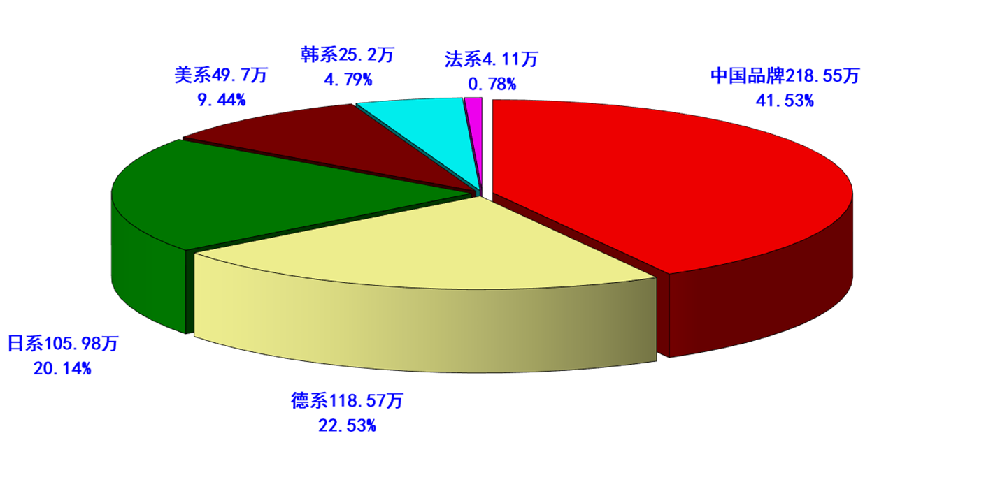 韩系25.2万
4.79%
法系4.11万
0.78%
美系49.7万
9.44%
中国品牌218.55万
41.53%
日系105.98万
20.14%
德系118.57万
22.53%